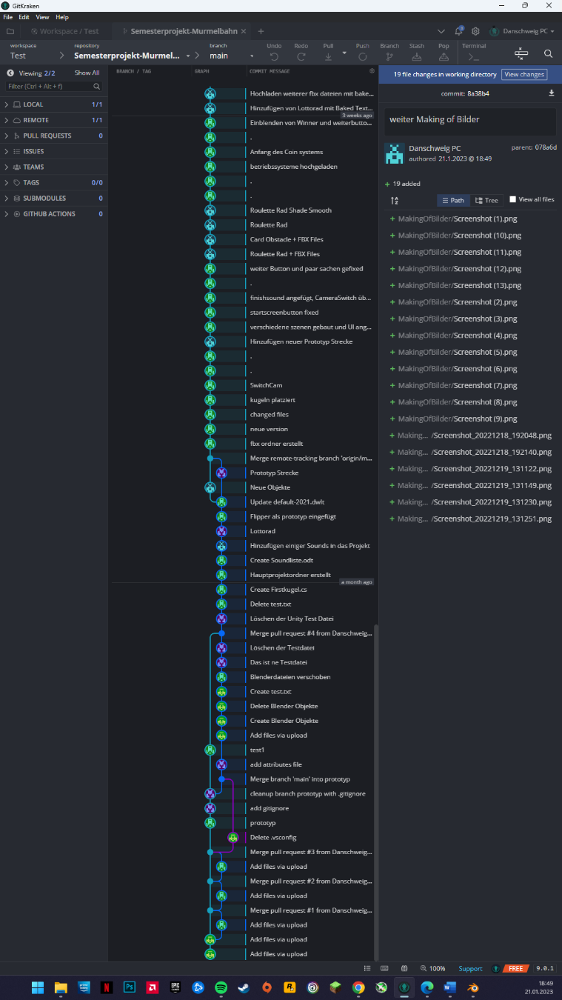 GitKraken
File Edit View Help
Workspace / Test
Semesterprojekt-Murmelbahn
Danschweig PC
workspace
Test
repository
Semesterprojekt-Murmel...
branch
main
Undo
Redo
Pull
Push
Branch
Stash
Pop
Terminal
Viewing 2/2 Show All
Filter (Ctrl + Alt + f)
LOCAL 1/1
REMOTE 1/1
PULL REQUESTS 0
ISSUES
TEAMS
TAGS 0/0
SUBMODULES 0
GITHUB ACTIONS 0
BRANCH / TAG GRAPH COMMIT MESSAGE
Hochladen weiterer fbx dateien mit bake...
Hinzufügen von Lottorad mit Baked Text...
3 weeks ago
Einblenden von Winner und weiterbutto...
.
Anfang des Coin systems
betriebssysteme hochgeladen
.
.
Roulette Rad Shade Smooth
Roulette Rad
Card Obstacle + FBX Files
Roulette Rad + FBX Files
weiter Button und paar sachen gefixed
.
finishsound angefügt, CameraSwitch üb...
startscreenbutton fixed
verschiedene szenen gebaut und UI ang...
Hinzufügen neuer Prototyp Strecke
.
.
SwitchCam
kugeln platziert
changed files
neue version
fbx ordner erstellt
Merge remote-tracking branch 'origin/m...
Prototyp Strecke
Neue Objekte
Update default-2021.dwlt
Flipper als prototyp eingefügt
Lottorad
Hinzufügen einiger Sounds in das Projekt
Create Soundliste.odt
Hauptprojektordner erstellt
a month ago
Create Firstkugel.cs
Delete test.txt
Löschen der Unity Test Datei
Merge pull request #4 from Danschweig...
Löschen der Testdatei
Das ist ne Testdatei
Blenderdateien verschoben
Create test.txt
Delete Blender Objekte
Create Blender Objekte
Add files via upload
test1
add attributes file
Merge branch 'main' into prototyp
cleanup branch prototyp with .gitignore
add gitignore
prototyp
Delete .vsconfig
Merge pull request #3 from Danschweig...
Add files via upload
Merge pull request #2 from Danschweig...
Add files via upload
Merge pull request #1 from Danschweig...
Add files via upload
Add files via upload
Add files via upload
19 file changes in working directory View changes
commit: 8a38b4
weiter Making of Bilder
Danschweig PC
authored 21.1.2023 @ 18:49
parent: 078a6d
+ 19 added
Path Tree View all files
+ MakingOfBilder/Screenshot (1).png
+ MakingOfBilder/Screenshot (10).png
+ MakingOfBilder/Screenshot (11).png
+ MakingOfBilder/Screenshot (12).png
+ MakingOfBilder/Screenshot (13).png
+ MakingOfBilder/Screenshot (2).png
+ MakingOfBilder/Screenshot (3).png
+ MakingOfBilder/Screenshot (4).png
+ MakingOfBilder/Screenshot (5).png
+ MakingOfBilder/Screenshot (6).png
+ MakingOfBilder/Screenshot (7).png
+ MakingOfBilder/Screenshot (8).png
+ MakingOfBilder/Screenshot (9).png
+ Making... /Screenshot_20221218_192048.png
+ Making... /Screenshot_20221218_192140.png
+ Making... /Screenshot_20221219_131122.png
+ Making... /Screenshot_20221219_131149.png
+ Making... /Screenshot_20221219_131230.png
+ Making... /Screenshot_20221219_131251.png
100% Support FREE 9.0.1
18:49
21.01.2023